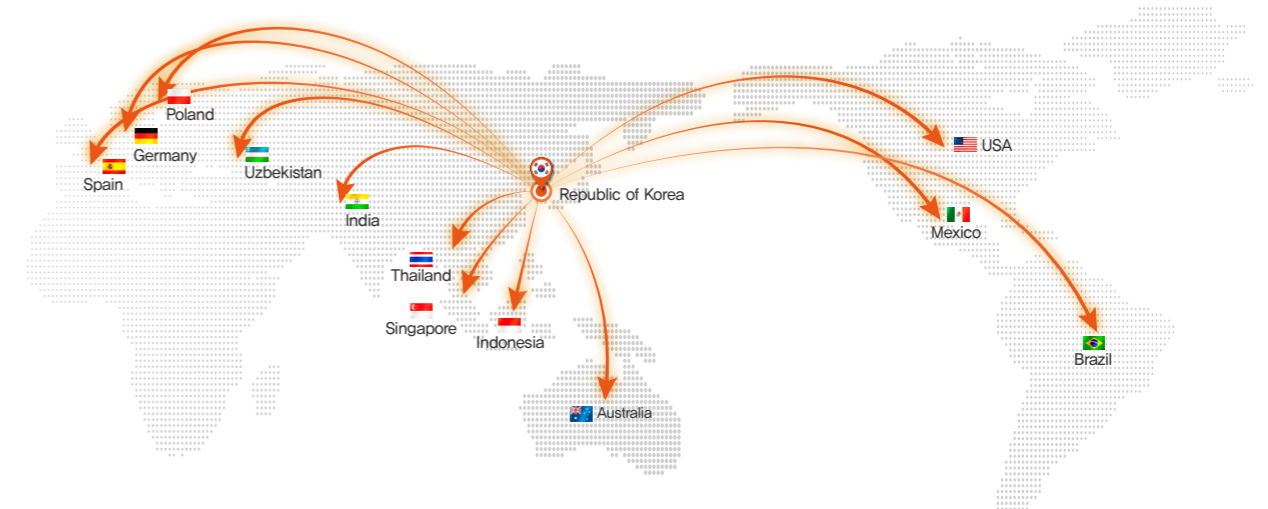 Poland
Germany
Spain
Uzbekistan
India
Republic of Korea
USA
Mexico
Thailand
Singapore
Indonesia
Brazil
Australia